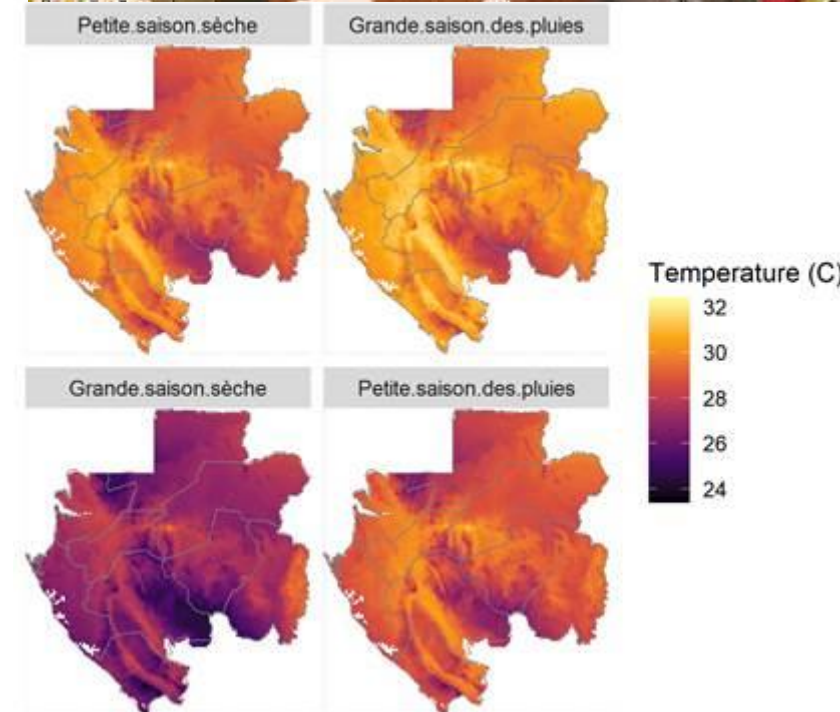 Petite.saison.sèche
Grande.saison.des.pluies
Grande.saison.sèche
Petite.saison.des.pluies
Temperature (C)
32
30
28
26
24